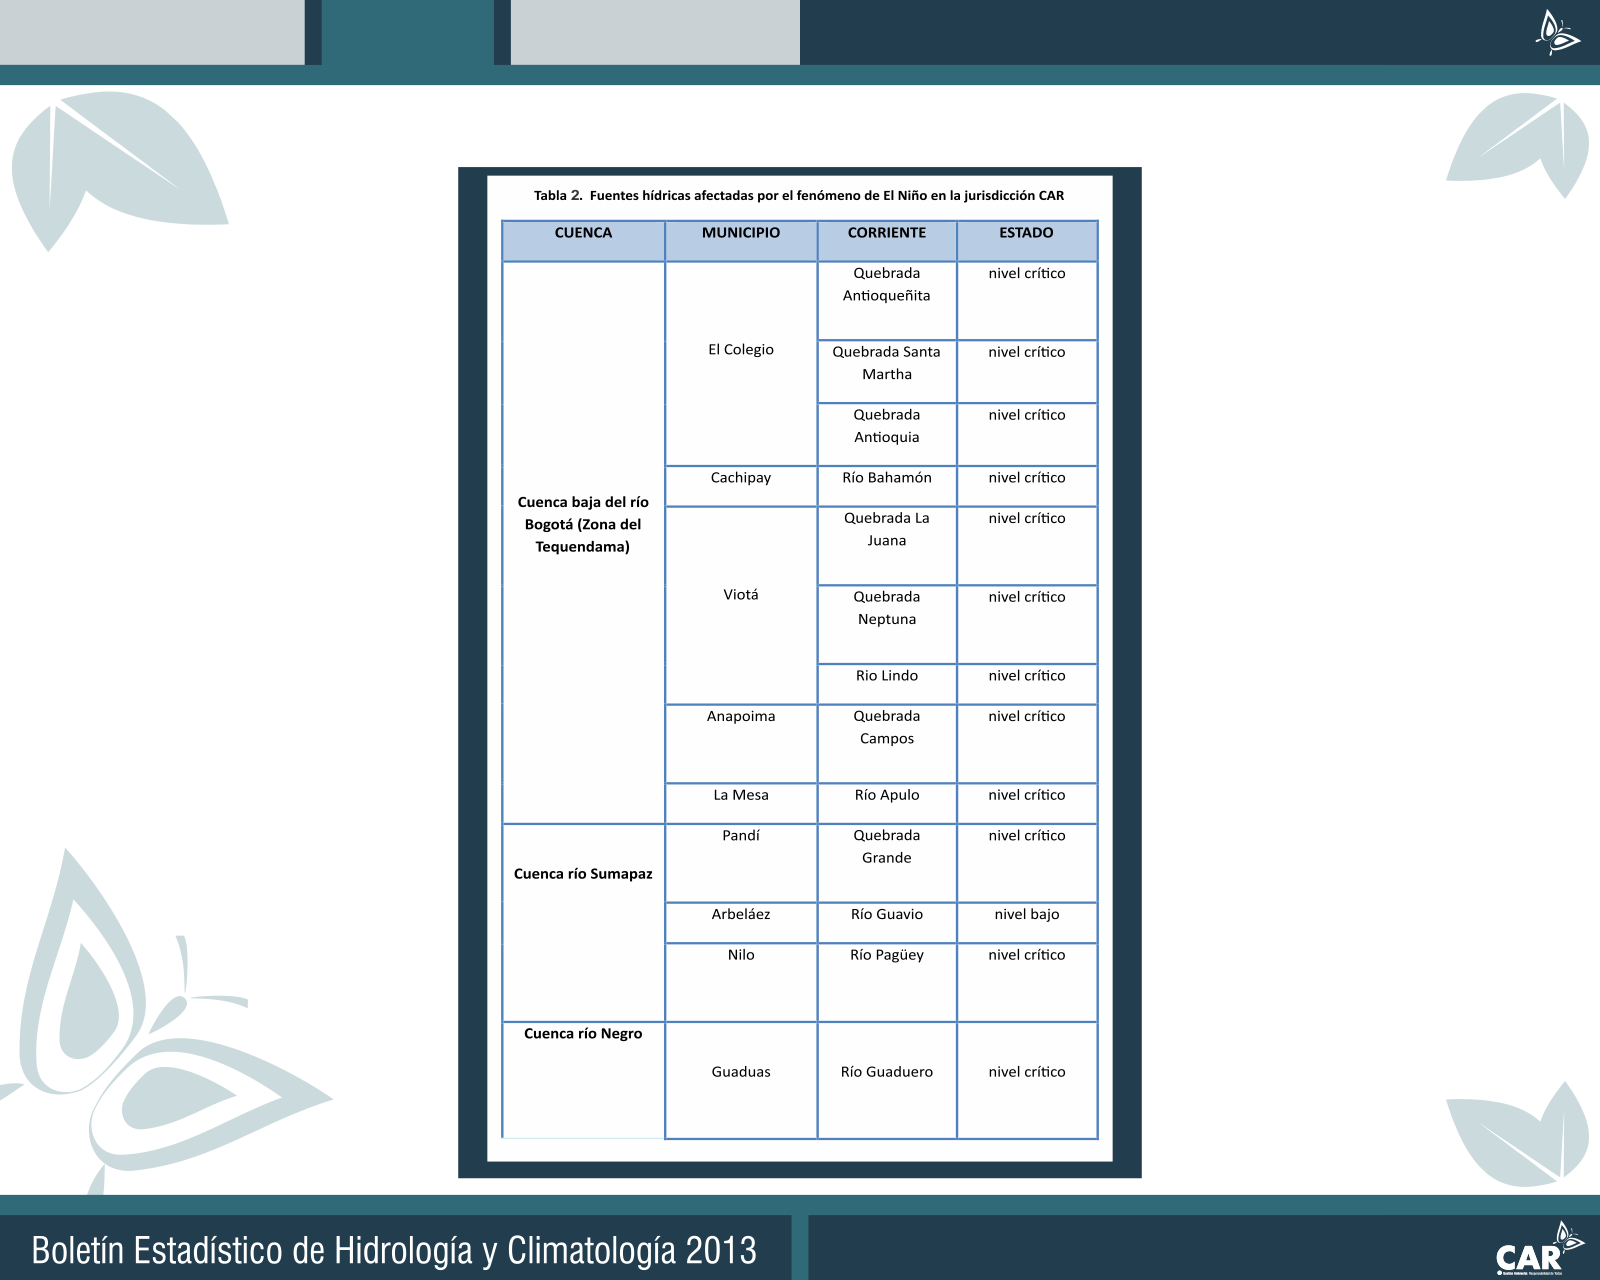 Tabla 2.  Fuentes hídricas afectadas por el fenómeno de El Niño en la jurisdicción CAR
CUENCA MUNICIPIO CORRIENTE ESTADO
Cuenca baja del río
Bogotá (Zona del
Tequendama)
El Colegio
Quebrada
Antioqueñita
nivel crítico
Quebrada Santa
Martha
nivel crítico
Quebrada
Antioquia
nivel crítico
Cachipay Río Bahamón nivel crítico
Viotá
Quebrada La
Juana
nivel crítico
Quebrada
Neptuna
nivel crítico
Rio Lindo nivel crítico
Anapoima
Quebrada
Campos
nivel crítico
La Mesa Río Apulo nivel crítico
Cuenca río Sumapaz
Pandí
Quebrada
Grande
nivel crítico
Arbeláez Río Guavio nivel bajo
Nilo Río Pagüey nivel crítico
Cuenca río Negro
Guaduas Río Guaduero nivel crítico
Boletín Estadístico de Hidrología y Climatología 2013
CAR